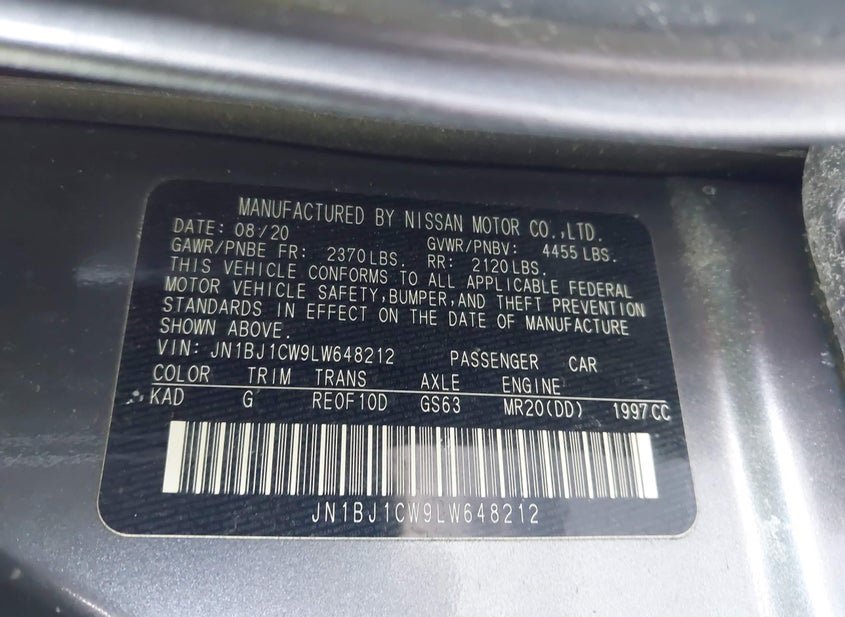 MANUFACTURED BY NISSAN MOTOR CO.,LTD.
DATE: 08/20 GVWR/PNBV: 4455 LBS.
GAWR/PNBE FR: 2370LBS. RR: 2120LBS.
THIS VEHICLE CONFORMS TO ALL APPLICABLE FEDERAL
MOTOR VEHICLE SAFETY,BUMPER,AND THEFT PREVENTION
STANDARDS IN EFFECT ON THE DATE OF MANUFACTURE
SHOWN ABOVE.
VIN: JN1BJ1CW9LW648212 PASSENGER CAR
COLOR TRIM TRANS AXLE ENGINE
KAD G RE0F10D GS63 MR20(DD) 1997CC
JN1BJ1CW9LW648212